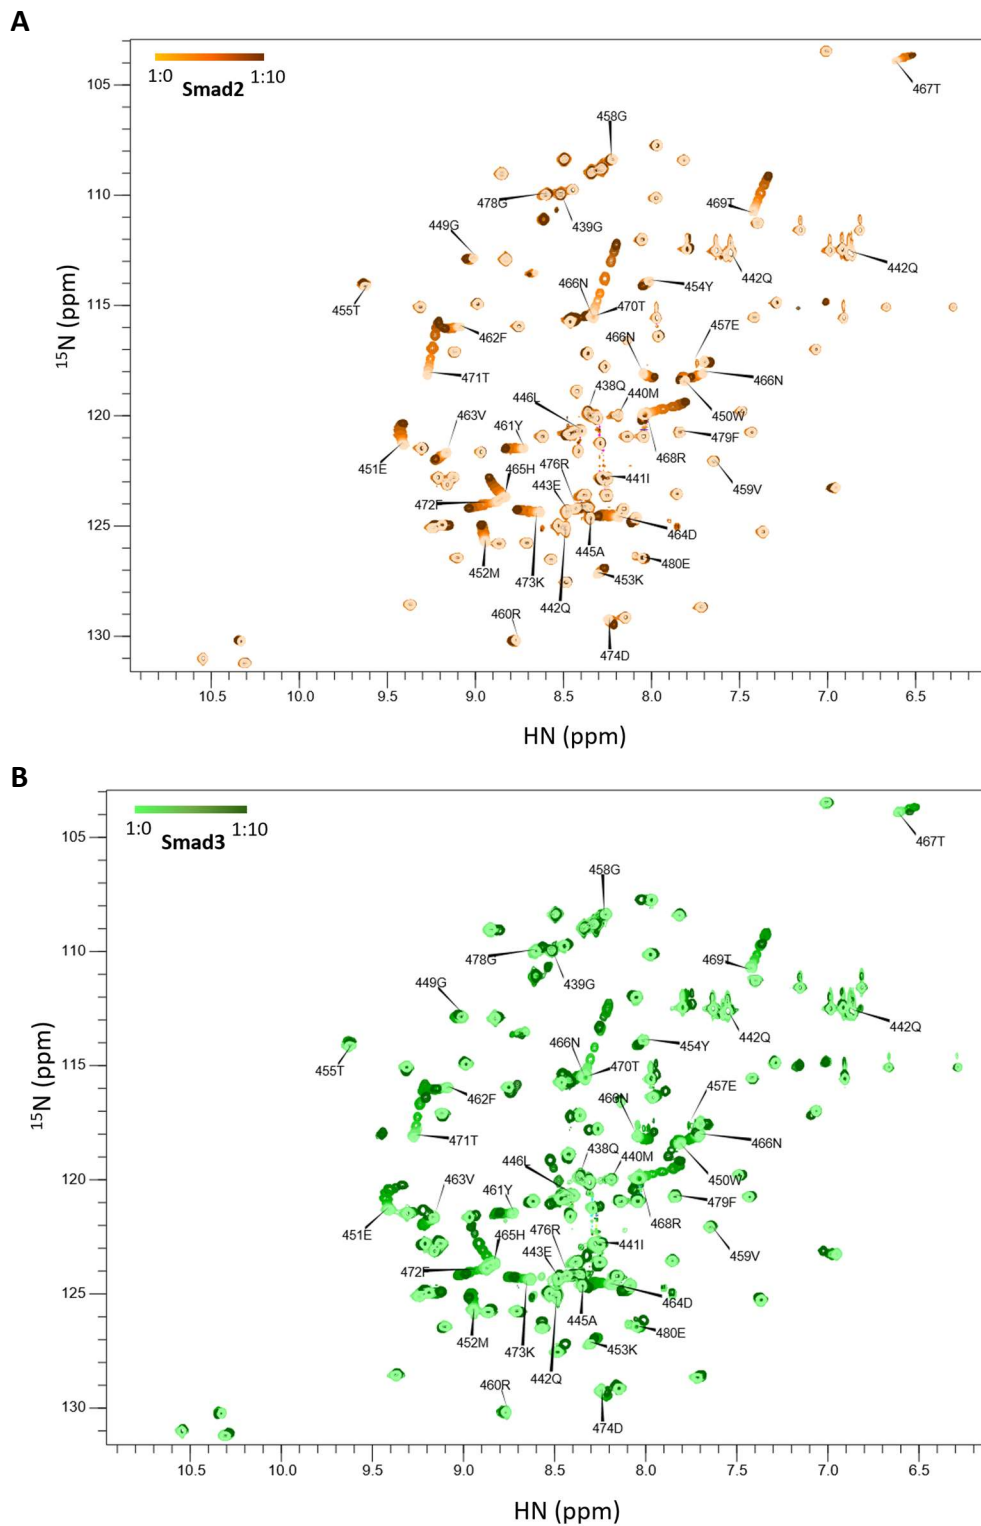 A
1:0
1:10
Smad2
105
467T
458G
110
478G
439G
469T
449G
442Q
442Q
454Y
455T
466N
470T
457E
115
462F
466N
466N
471T
450W
438Q
440M
446L
120
463V
461Y
479F
451E
468R
476R
465H
459V
443E
441I
472F
464D
125
445A
480E
452M
473K
453K
442Q
460R
130
474D
15N (ppm)
10.5
10.0
9.5
9.0
8.5
8.0
7.5
7.0
6.5
HN (ppm)
B
1:0
1:10
Smad3
105
467T
458G
110
478G
469T
439G
449G
442Q
442Q
454Y
455T
466N
470T
457E
115
462F
460N
466N
471T
450W
438Q
440M
446L
120
463V
461Y
479F
451E
468R
476R
465H
459V
443E
441I
472F
464D
125
445A
480E
452M
473K
453K
442Q
460R
130
474D
15N (ppm)
10.5
10.0
9.5
9.0
8.5
8.0
7.5
7.0
6.5
HN (ppm)